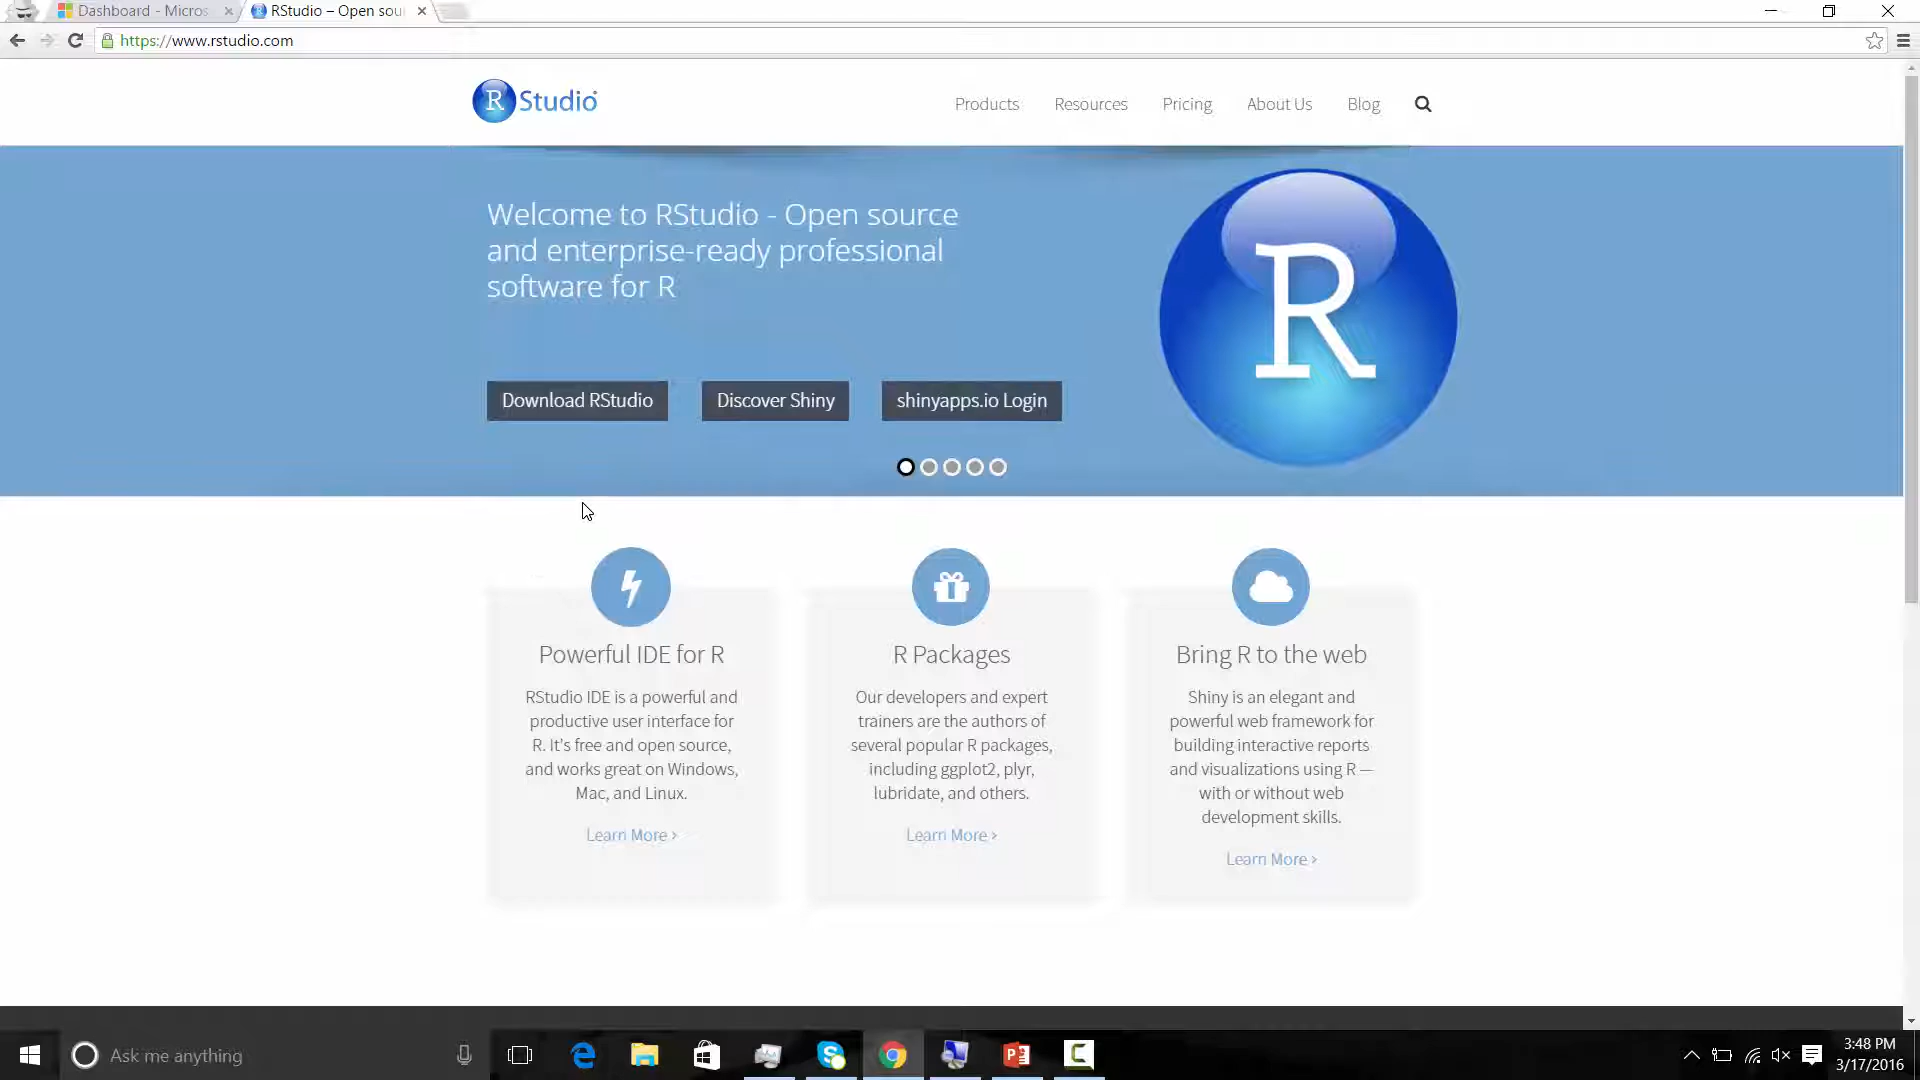 Dashboard - Micros
RStudio – Open sou
https://www.rstudio.com
R Studio
Products
Resources
Pricing
About Us
Blog
Welcome to RStudio - Open source
and enterprise-ready professional
software for R
R
Download RStudio
Discover Shiny
shinyapps.io Login
Powerful IDE for R
RStudio IDE is a powerful and
productive user interface for
R. It's free and open source,
and works great on Windows,
Mac, and Linux.
Learn More ›
R Packages
Our developers and expert
trainers are the authors of
several popular R packages,
including ggplot2, plyr,
lubridate, and others.
Learn More ›
Bring R to the web
Shiny is an elegant and
powerful web framework for
building interactive reports
and visualizations using R —
with or without web
development skills.
Learn More ›
Ask me anything
3:48 PM
3/17/2016